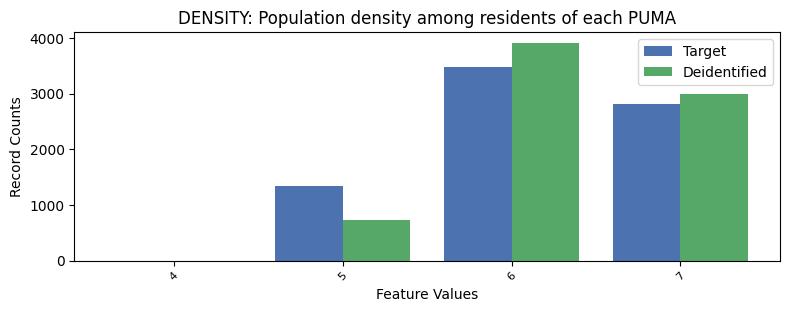 DENSITY: Population density among residents of each PUMA
Target
Deidentified
Record Counts
4000
3000
2000
1000
0
4 5 6 7
Feature Values